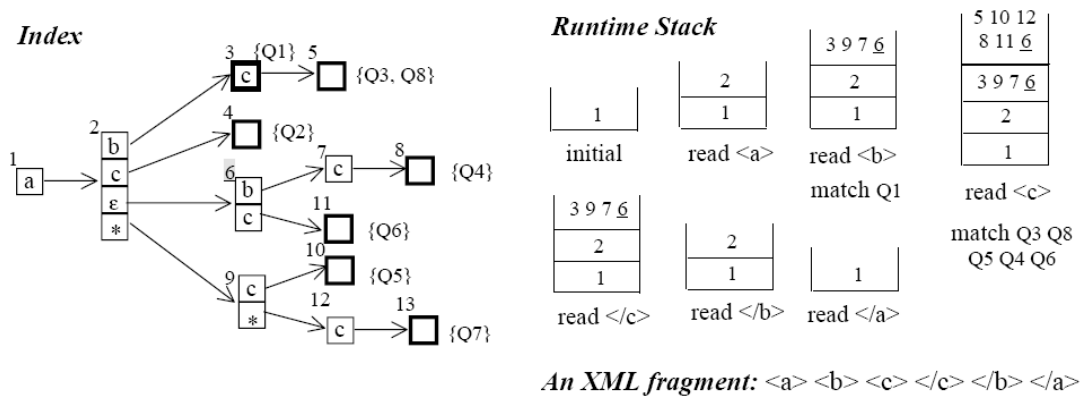 Index
3 {Q1} 5
c {Q3, Q8}
4
{Q2}
2
b
c
ε
*
1
a
7 8
c {Q4}
6
b
c
11
{Q6}
10
{Q5}
9
c
*
12 13
c {Q7}
Runtime Stack
1
initial
2
1
read <a>
3 9 7 6
2
1
read <b>
match Q1
5 10 12
8 11 6
3 9 7 6
2
1
read <c>
match Q3 Q8
Q5 Q4 Q6
3 9 7 6
2
1
read </c>
2
1
read </b>
1
read </a>
An XML fragment: <a> <b> <c> </c> </b> </a>